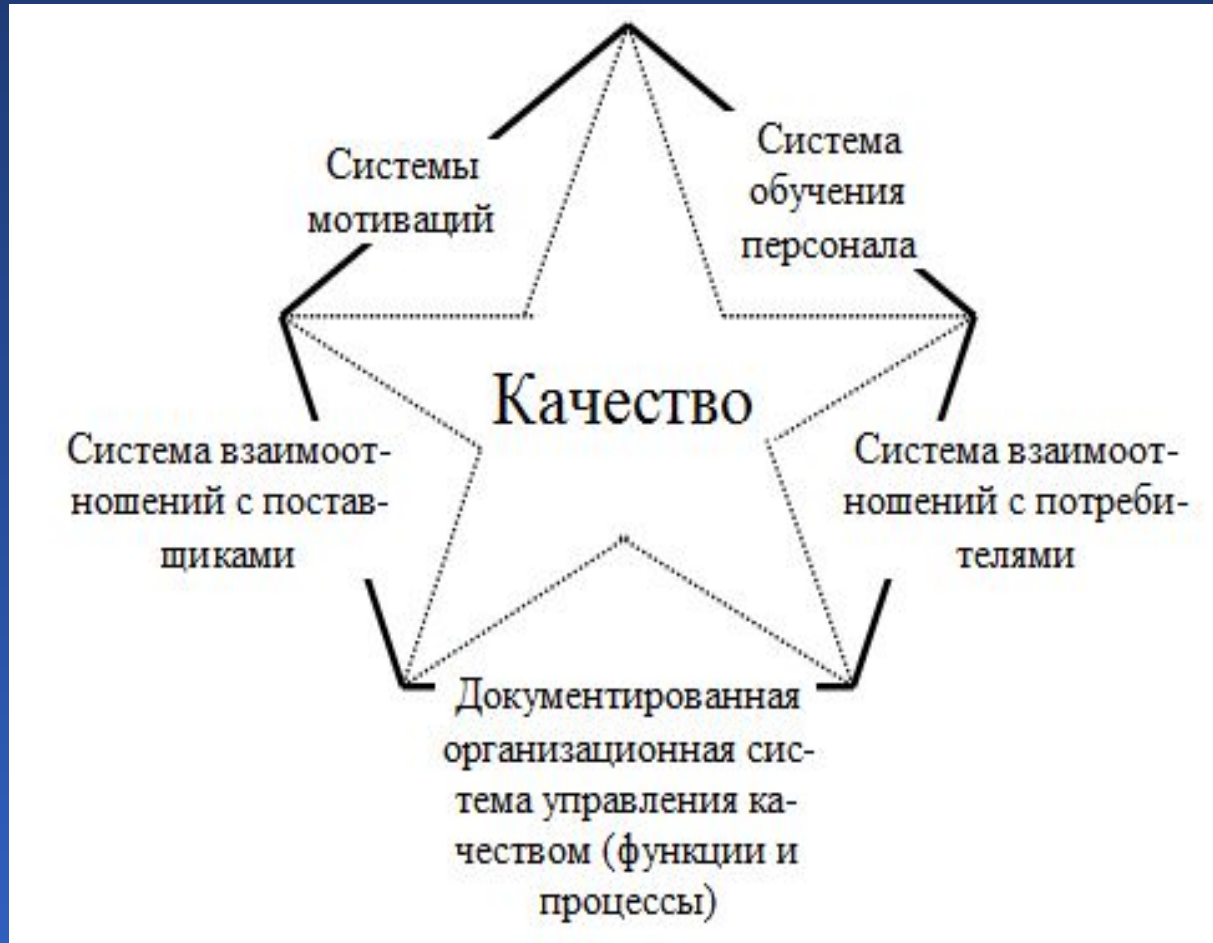 Системы
мотиваций
Система
обучения
персонала
Качество
Система взаимоот-
ношений с постав-
щиками
Система взаимоот-
ношений с потреби-
телями
Документированная
организационная сис-
тема управления ка-
чеством (функции и
процессы)